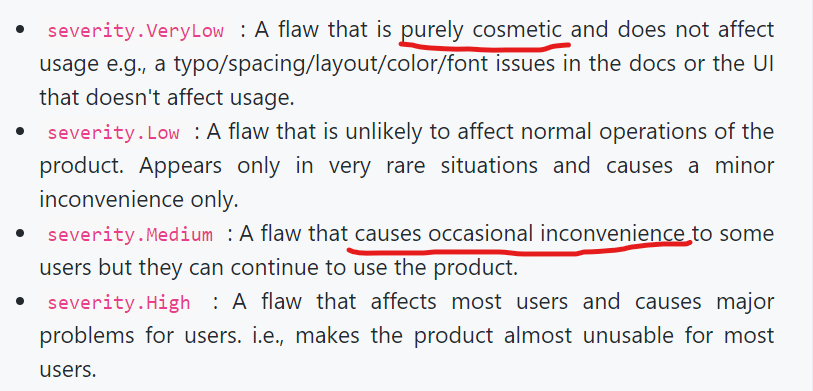 severity.VeryLow : A flaw that is purely cosmetic and does not affect
usage e.g., a typo/spacing/layout/color/font issues in the docs or the UI
that doesn't affect usage.
severity.Low : A flaw that is unlikely to affect normal operations of the
product. Appears only in very rare situations and causes a minor
inconvenience only.
severity.Medium : A flaw that causes occasional inconvenience to some
users but they can continue to use the product.
severity.High : A flaw that affects most users and causes major
problems for users. i.e., makes the product almost unusable for most
users.